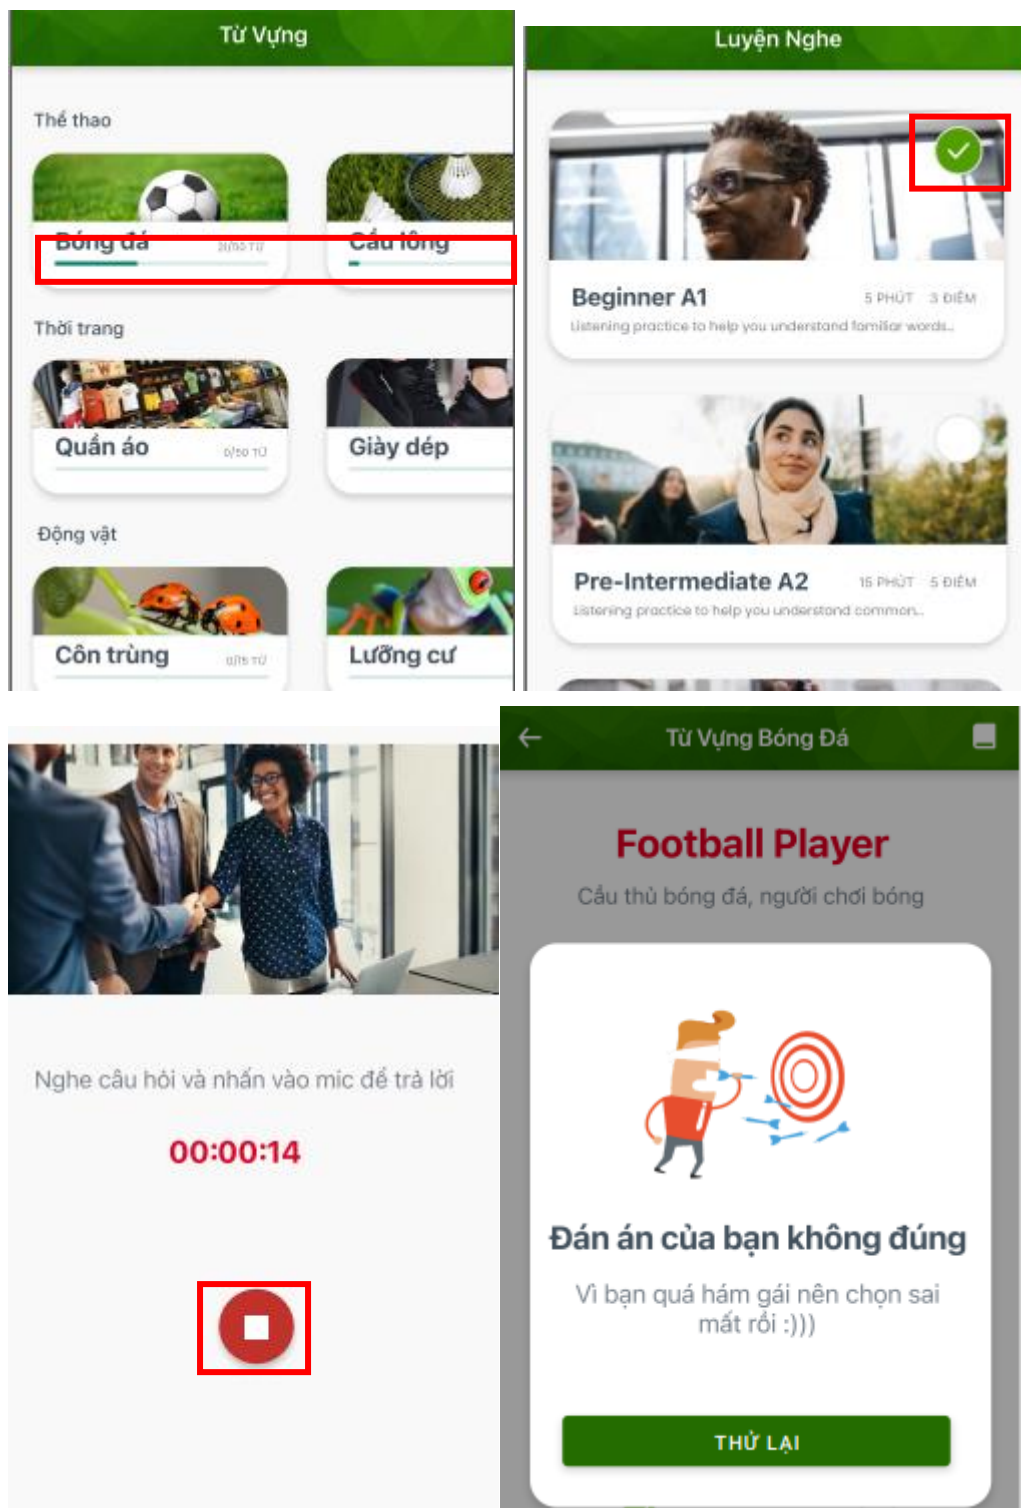 Từ Vựng
Thể thao
Bóng đá
Cầu lông
Thời trang
Quần áo 0/50 TỪ
Giày dép
Động vật
Côn trùng 0/15 TỪ
Lưỡng cư
Luyện Nghe
Beginner A1 5 PHÚT 3 ĐIỂM
Listening practice to help you understand familiar words...
Pre-Intermediate A2 15 PHÚT 5 ĐIỂM
Listening practice to help you understand common...
Nghe câu hỏi và nhấn vào mic để trả lời
00:00:14
Từ Vựng Bóng Đá
Football Player
Cầu thủ bóng đá, người chơi bóng
Đán án của bạn không đúng
Vì bạn quá hám gái nên chọn sai
mất rồi :)))
THỬ LẠI